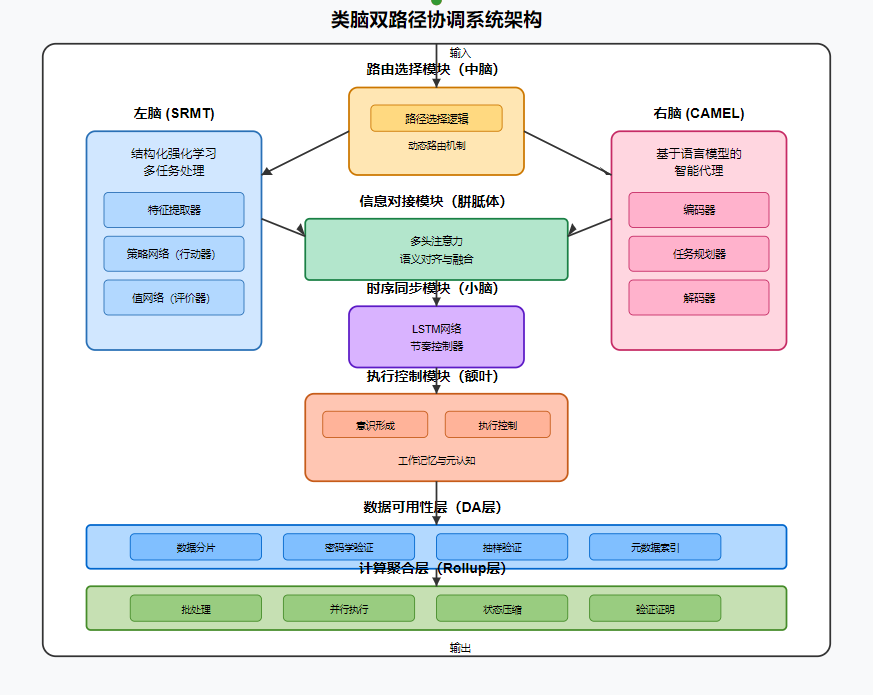 类脑双路径协调系统架构
输入
路由选择模块（中脑）
路径选择逻辑
动态路由机制
左脑 (SRMT)
结构化强化学习
多任务处理
特征提取器
策略网络（行动器）
值网络（评价器）
右脑 (CAMEL)
基于语言模型的
智能代理
编码器
任务规划器
解码器
信息对接模块（胼胝体）
多头注意力
语义对齐与融合
时序同步模块（小脑）
LSTM网络
节奏控制器
执行控制模块（额叶）
意识形成
执行控制
工作记忆与元认知
数据可用性层（DA层）
数据分片
密码学验证
抽样验证
元数据索引
计算聚合层（Rollup层）
批处理
并行执行
状态压缩
验证证明
输出